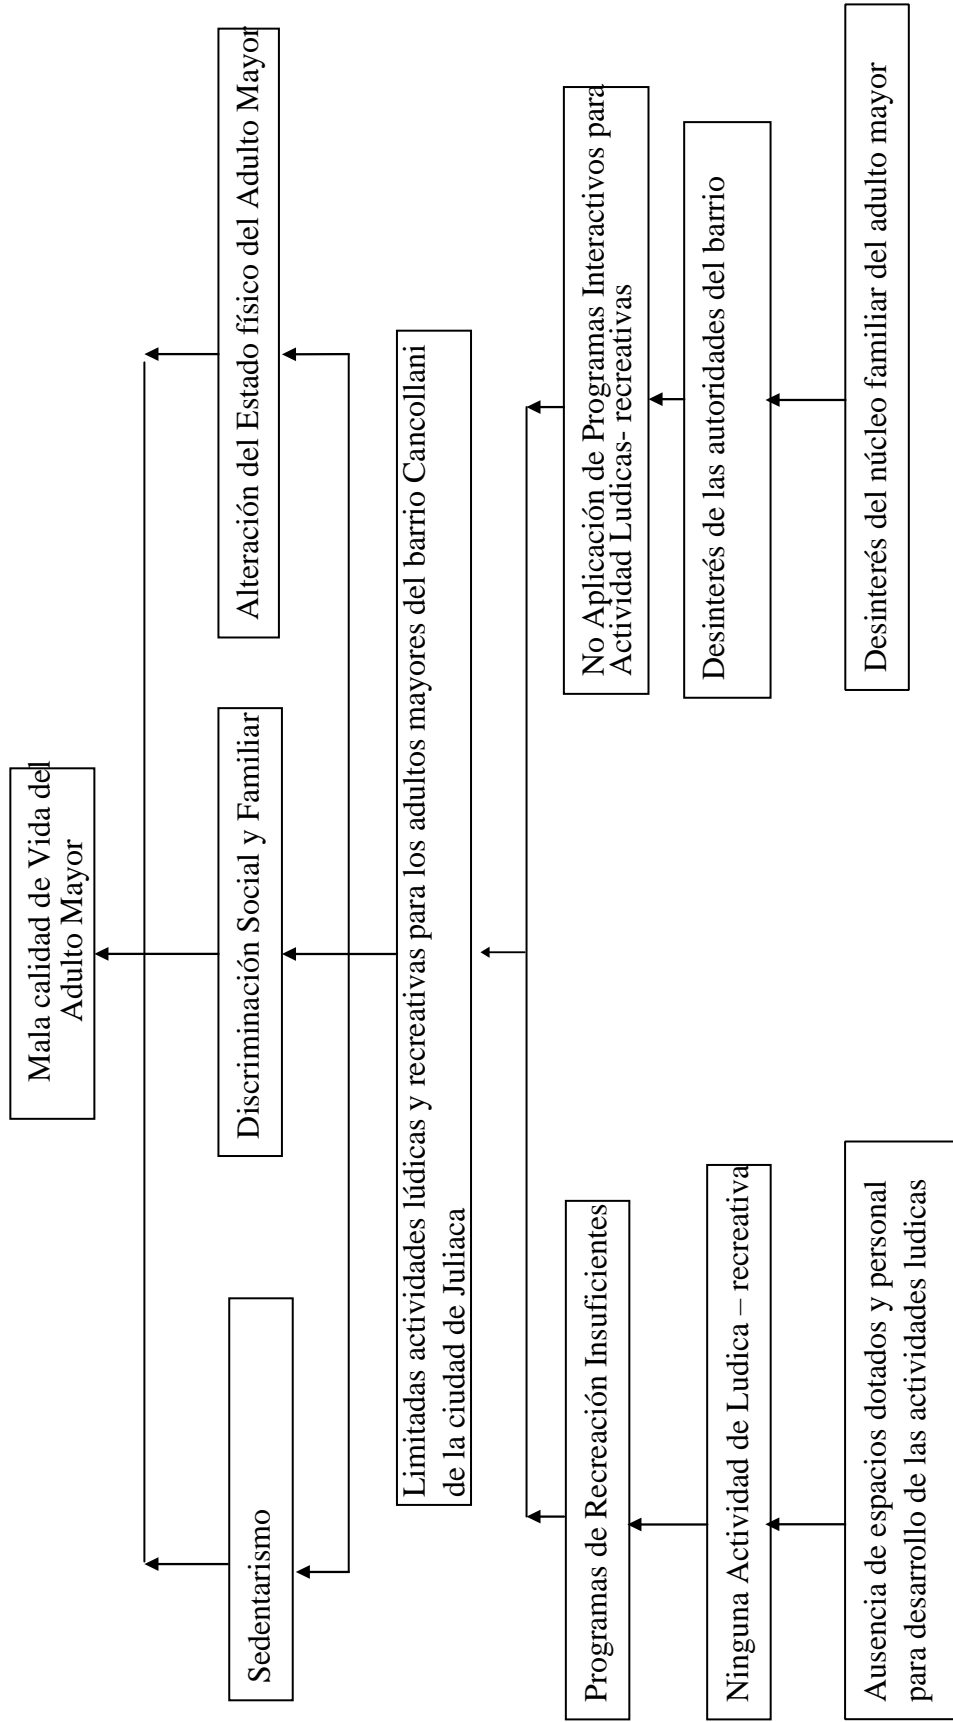 Mala calidad de Vida del
Adulto Mayor
Sedentarismo
Discriminación Social y Familiar
Alteración del Estado físico del Adulto Mayor
Limitadas actividades lúdicas y recreativas para los adultos mayores del barrio Cancollani
de la ciudad de Juliaca
Programas de Recreación Insuficientes
No Aplicación de Programas Interactivos para
Actividad Ludicas- recreativas
Ninguna Actividad de Ludica – recreativa
Desinterés de las autoridades del barrio
Ausencia de espacios dotados y personal
para desarrollo de las actividades ludicas
Desinterés del núcleo familiar del adulto mayor